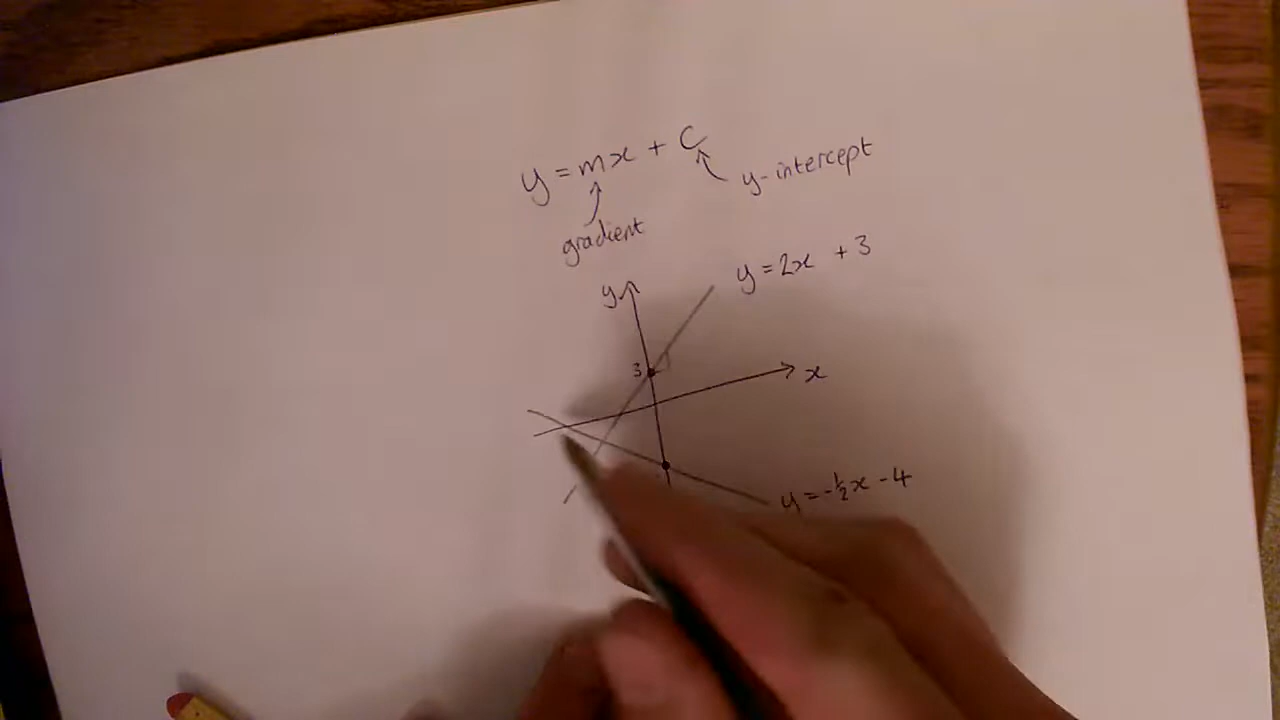 y = mx + C
y-intercept
gradient
y = 2x + 3
y
3
x
y = -½x - 4